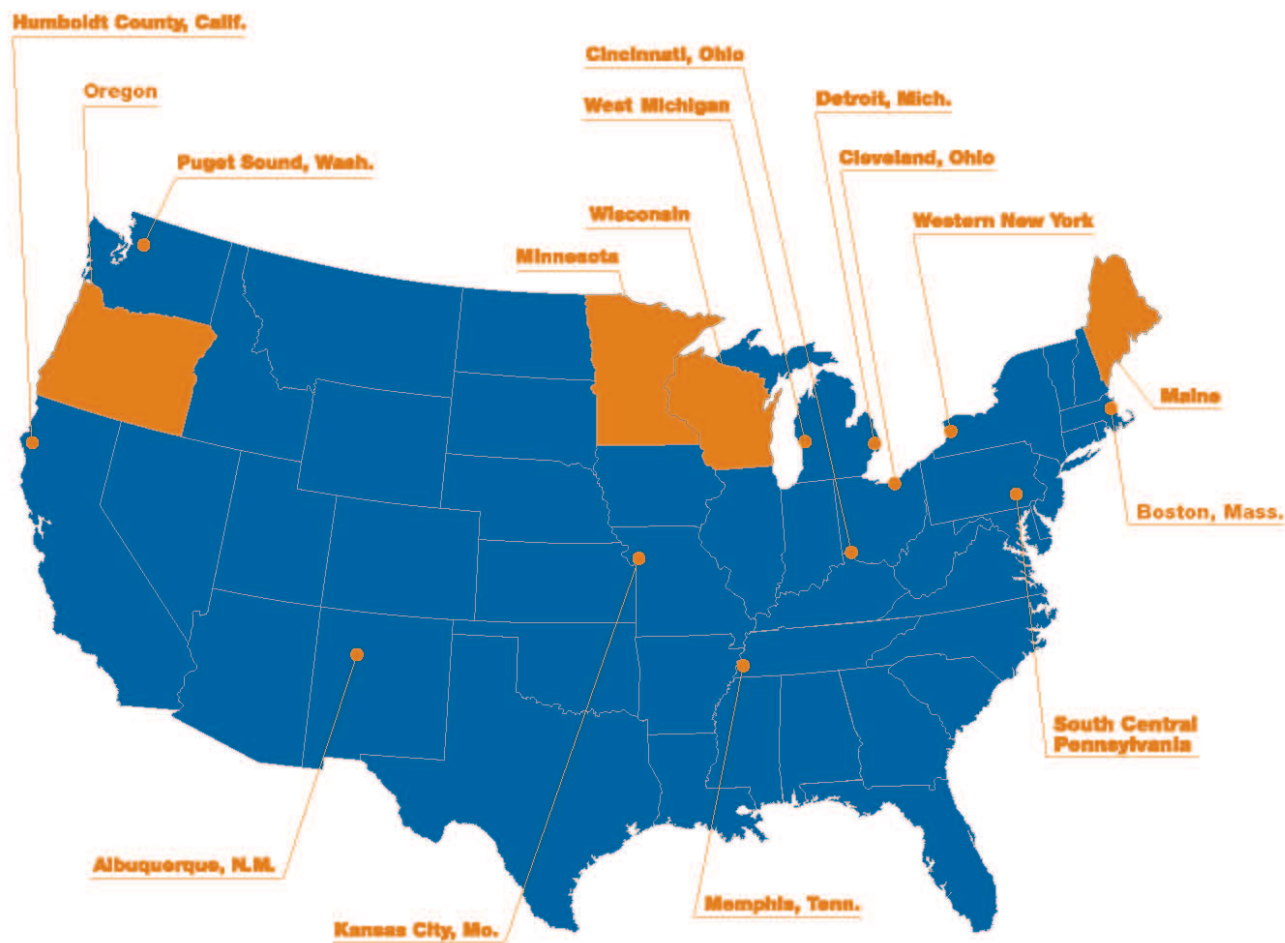 Humboldt County, Calif.
Cincinnati, Ohio
Oregon
West Michigan
Detroit, Mich.
Puget Sound, Wash.
Cleveland, Ohio
Wisconsin
Western New York
Minnesota
Maine
Boston, Mass.
South Central
Pennsylvania
Albuquerque, N.M.
Memphis, Tenn.
Kansas City, Mo.